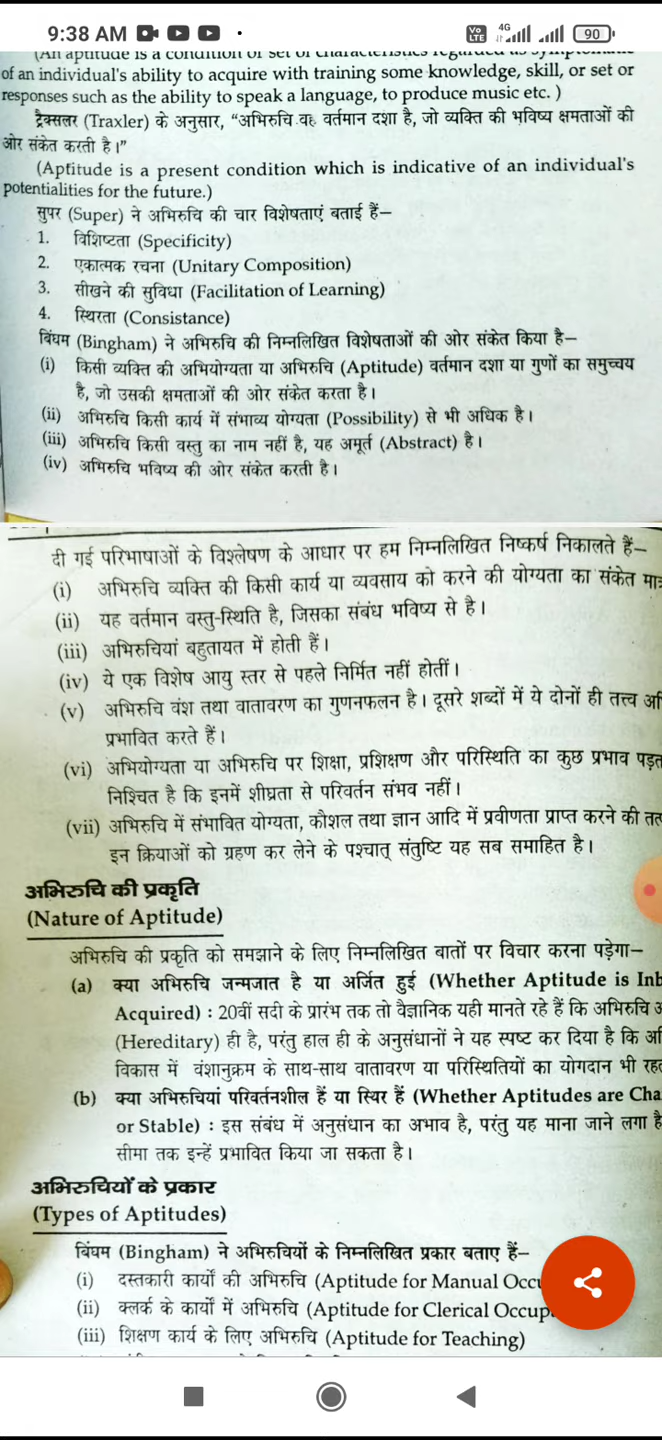 9:38 AM
Vo LTE 4G 90
(An aptitude is a condition or set of characteristics regarded as symptomatic
of an individual's ability to acquire with training some knowledge, skill, or set or
responses such as the ability to speak a language, to produce music etc. )
ट्रैक्सलर (Traxler) के अनुसार, “अभिरुचि वह वर्तमान दशा है, जो व्यक्ति की भविष्य क्षमताओं की
ओर संकेत करती है।”
(Aptitude is a present condition which is indicative of an individual's
potentialities for the future.)
सुपर (Super) ने अभिरुचि की चार विशेषताएं बताई हैं—
1. विशिष्टता (Specificity)
2. एकात्मक रचना (Unitary Composition)
3. सीखने की सुविधा (Facilitation of Learning)
4. स्थिरता (Consistance)
बिंघम (Bingham) ने अभिरुचि की निम्नलिखित विशेषताओं की ओर संकेत किया है—
(i) किसी व्यक्ति की अभियोग्यता या अभिरुचि (Aptitude) वर्तमान दशा या गुणों का समुच्चय
है, जो उसकी क्षमताओं की ओर संकेत करता है।
(ii) अभिरुचि किसी कार्य में संभाव्य योग्यता (Possibility) से भी अधिक है।
(iii) अभिरुचि किसी वस्तु का नाम नहीं है, यह अमूर्त (Abstract) है।
(iv) अभिरुचि भविष्य की ओर संकेत करती है।
दी गई परिभाषाओं के विश्लेषण के आधार पर हम निम्नलिखित निष्कर्ष निकालते हैं—
(i) अभिरुचि व्यक्ति की किसी कार्य या व्यवसाय को करने की योग्यता का संकेत
(ii) यह वर्तमान वस्तु-स्थिति है, जिसका संबंध भविष्य से है।
(iii) अभिरुचियां बहुतायत में होती हैं।
(iv) ये एक विशेष आयु स्तर से पहले निर्मित नहीं होतीं।
(v) अभिरुचि वंश तथा वातावरण का गुणनफलन है। दूसरे शब्दों में ये दोनों ही तत्त्व
प्रभावित करते हैं।
(vi) अभियोग्यता या अभिरुचि पर शिक्षा, प्रशिक्षण और परिस्थिति का कुछ प्रभाव
निश्चित है कि इनमें शीघ्रता से परिवर्तन संभव नहीं।
(vii) अभिरुचि में संभावित योग्यता, कौशल तथा ज्ञान आदि में प्रवीणता प्राप्त करने की
इन क्रियाओं को ग्रहण कर लेने के पश्चात् संतुष्टि यह सब समाहित है।
अभिरुचि की प्रकृति
(Nature of Aptitude)
अभिरुचि की प्रकृति को समझाने के लिए निम्नलिखित बातों पर विचार करना पड़ेगा—
(a) क्या अभिरुचि जन्मजात है या अर्जित हुई (Whether Aptitude is
Acquired) : 20वीं सदी के प्रारंभ तक तो वैज्ञानिक यही मानते रहे हैं कि अभिरुचि
(Hereditary) ही है, परंतु हाल ही के अनुसंधानों ने यह स्पष्ट कर दिया है कि
विकास में वंशानुक्रम के साथ-साथ वातावरण या परिस्थितियों का योगदान भी
(b) क्या अभिरुचियां परिवर्तनशील हैं या स्थिर हैं (Whether Aptitudes are
or Stable) : इस संबंध में अनुसंधान का अभाव है, परंतु यह माना जाने लगा है
सीमा तक इन्हें प्रभावित किया जा सकता है।
अभिरुचियों के प्रकार
(Types of Aptitudes)
बिंघम (Bingham) ने अभिरुचियों के निम्नलिखित प्रकार बताए हैं—
(i) दस्तकारी कार्यों की अभिरुचि (Aptitude for Manual
(ii) क्लर्क के कार्यों में अभिरुचि (Aptitude for Clerical
(iii) शिक्षण कार्य के लिए अभिरुचि (Aptitude for Teaching)